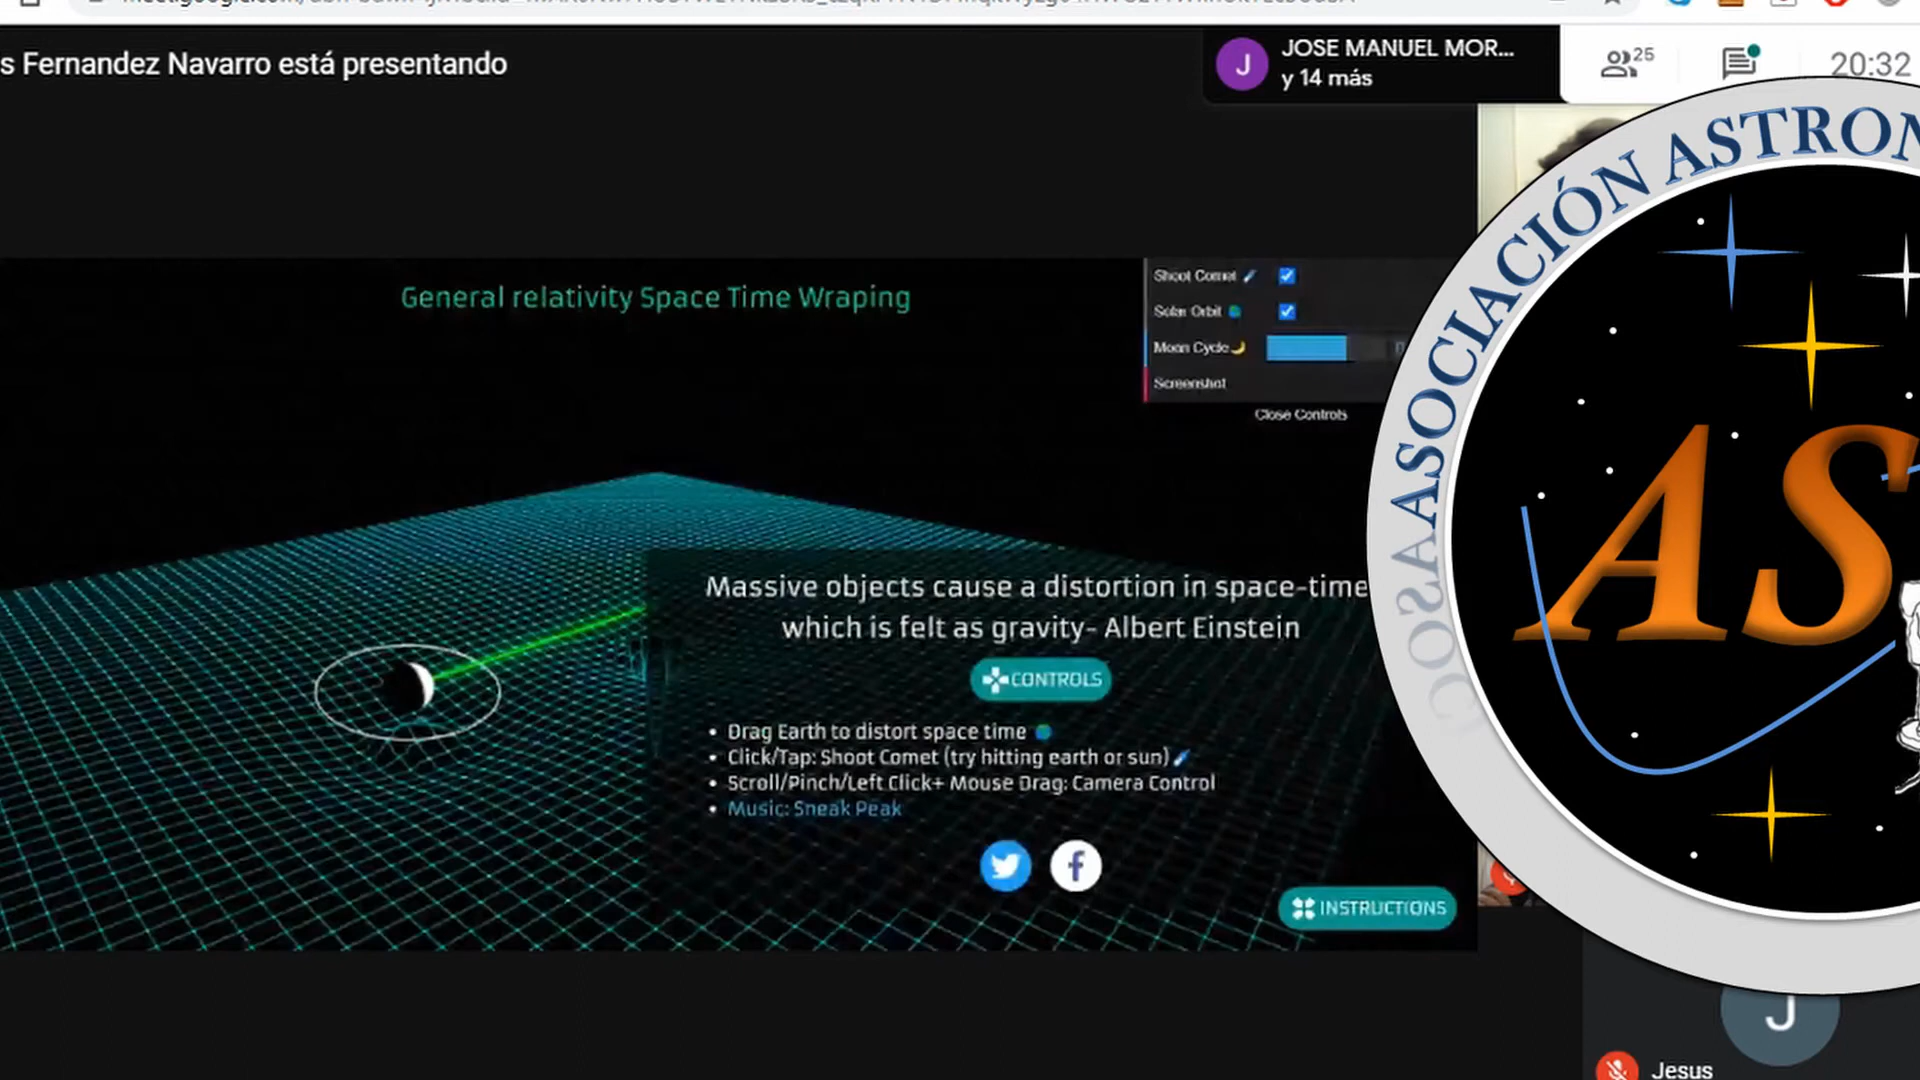 s Fernandez Navarro está presentando
J
JOSE MANUEL MOR...
y 14 más
25
20:32
ASOCIACIÓN ASTRON
AS
General relativity Space Time Wraping
Shoot Comet
Solar Orbit
Moon Cycle
Screenshot
Close Controls
Massive objects cause a distortion in space-time
which is felt as gravity- Albert Einstein
CONTROLS
• Drag Earth to distort space time
• Click/Tap: Shoot Comet (try hitting earth or sun)
• Scroll/Pinch/Left Click+ Mouse Drag: Camera Control
• Music: Sneak Peak
INSTRUCTIONS
J
Jesus